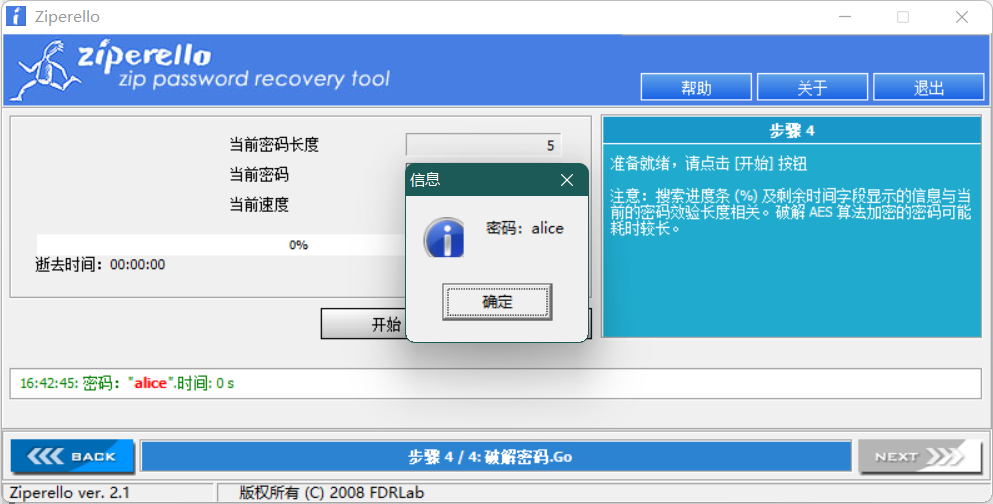 Ziperello
ziperello
zip password recovery tool
帮助
关于
退出
当前密码长度
5
当前密码
当前速度
0%
逝去时间：00:00:00
开始
信息
密码：alice
确定
步骤 4
准备就绪，请点击 [开始] 按钮
注意：搜索进度条 (%) 及剩余时间字段显示的信息与当
前的密码效验长度相关。破解 AES 算法加密的密码可能
耗时较长。
16:42:45: 密码："alice".时间: 0 s
BACK
步骤 4 / 4: 破解密码.Go
NEXT
Ziperello ver. 2.1
版权所有 (C) 2008 FDRLab